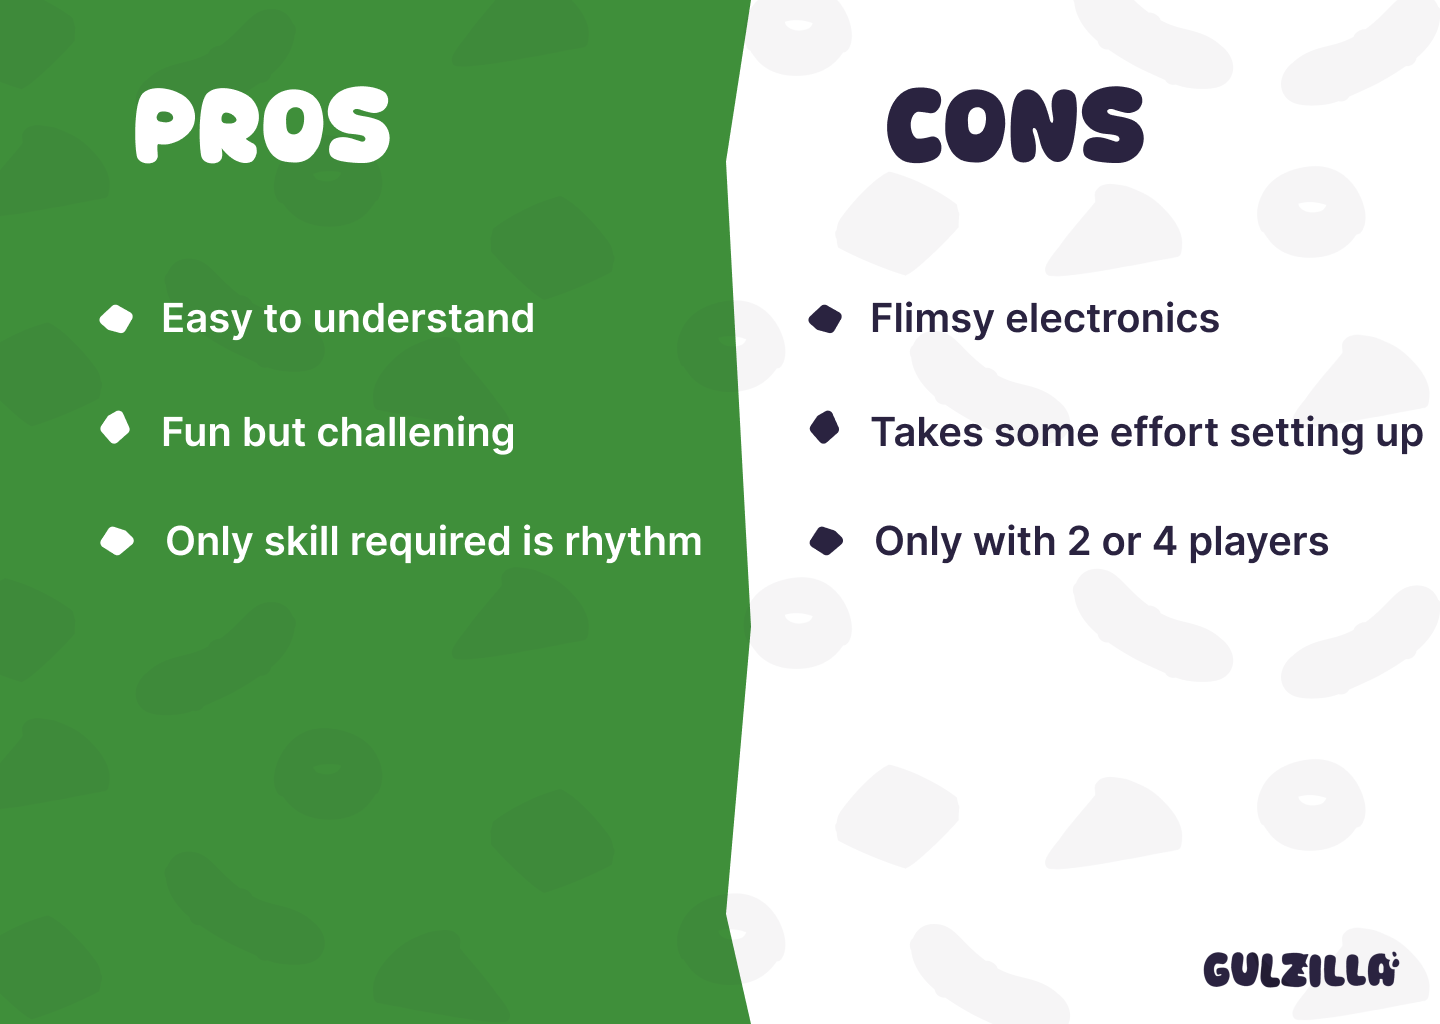 PROS
Easy to understand
Fun but challening
Only skill required is rhythm
CONS
Flimsy electronics
Takes some effort setting up
Only with 2 or 4 players
GULZILLA